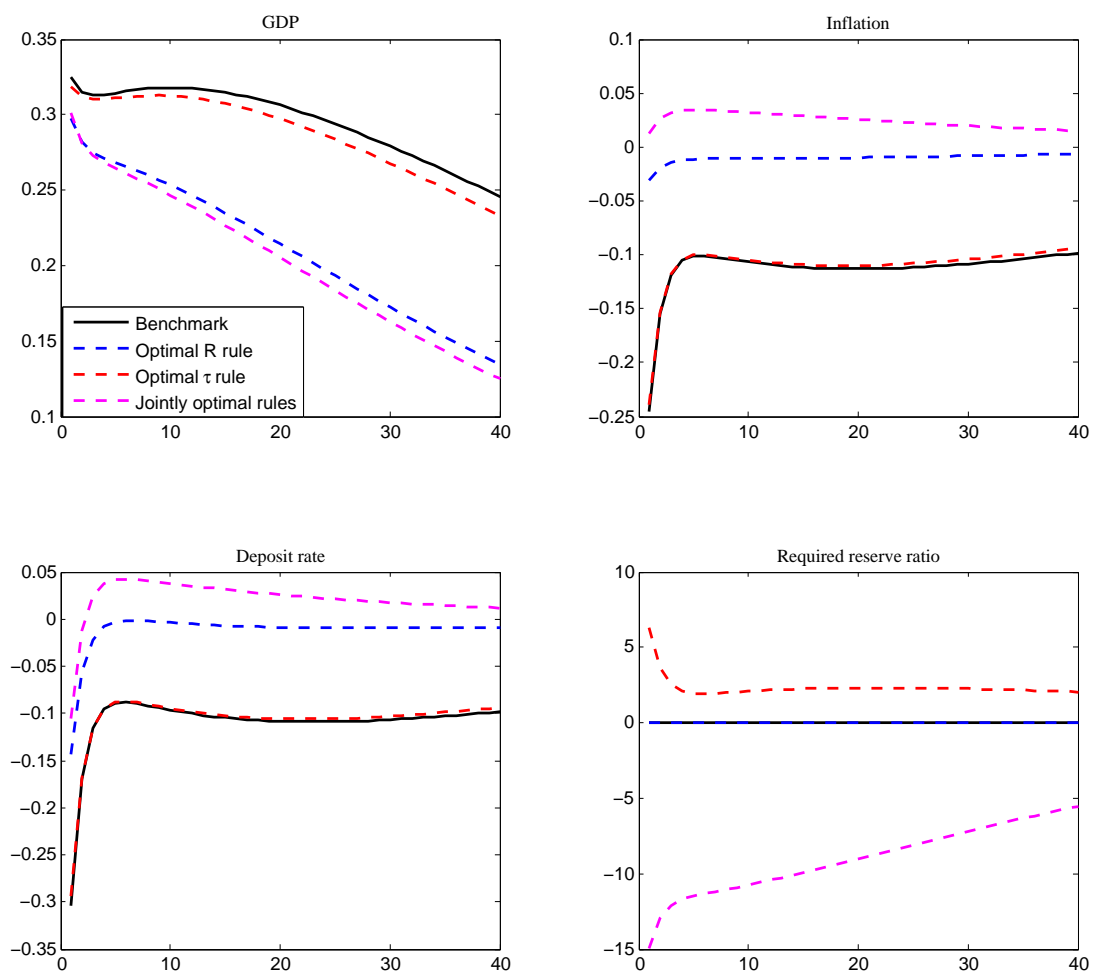 GDP
0.35
0.3
0.25
0.2
0.15
0.1
0 10 20 30 40
Benchmark
Optimal R rule
Optimal τ rule
Jointly optimal rules
Inflation
0.1
0.05
0
−0.05
−0.1
−0.15
−0.2
−0.25
0 10 20 30 40
Deposit rate
0.05
0
−0.05
−0.1
−0.15
−0.2
−0.25
−0.3
−0.35
0 10 20 30 40
Required reserve ratio
10
5
0
−5
−10
−15
0 10 20 30 40